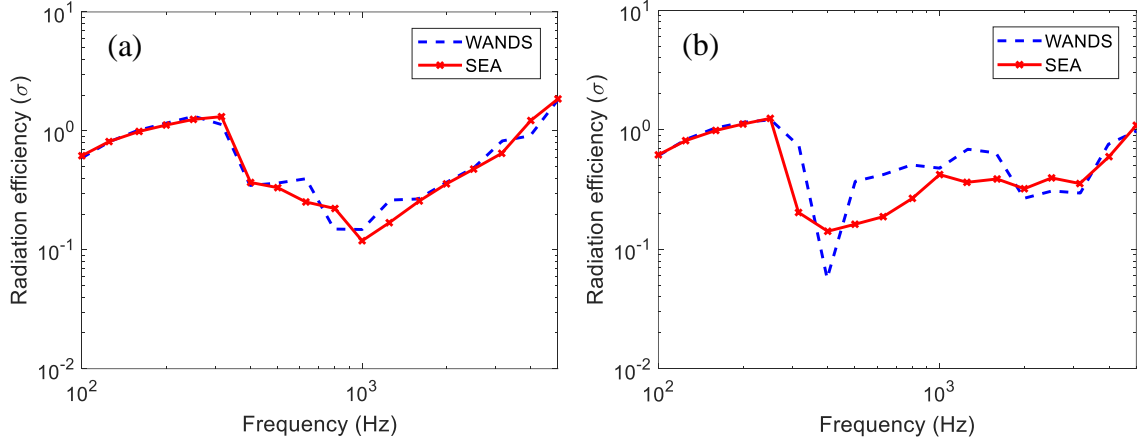 (a)
WANDS
SEA
Radiation efficiency (σ)
10^1
10^0
10^-1
10^-2
10^2
10^3
Frequency (Hz)
(b)
WANDS
SEA
Radiation efficiency (σ)
10^1
10^0
10^-1
10^-2
10^2
10^3
Frequency (Hz)